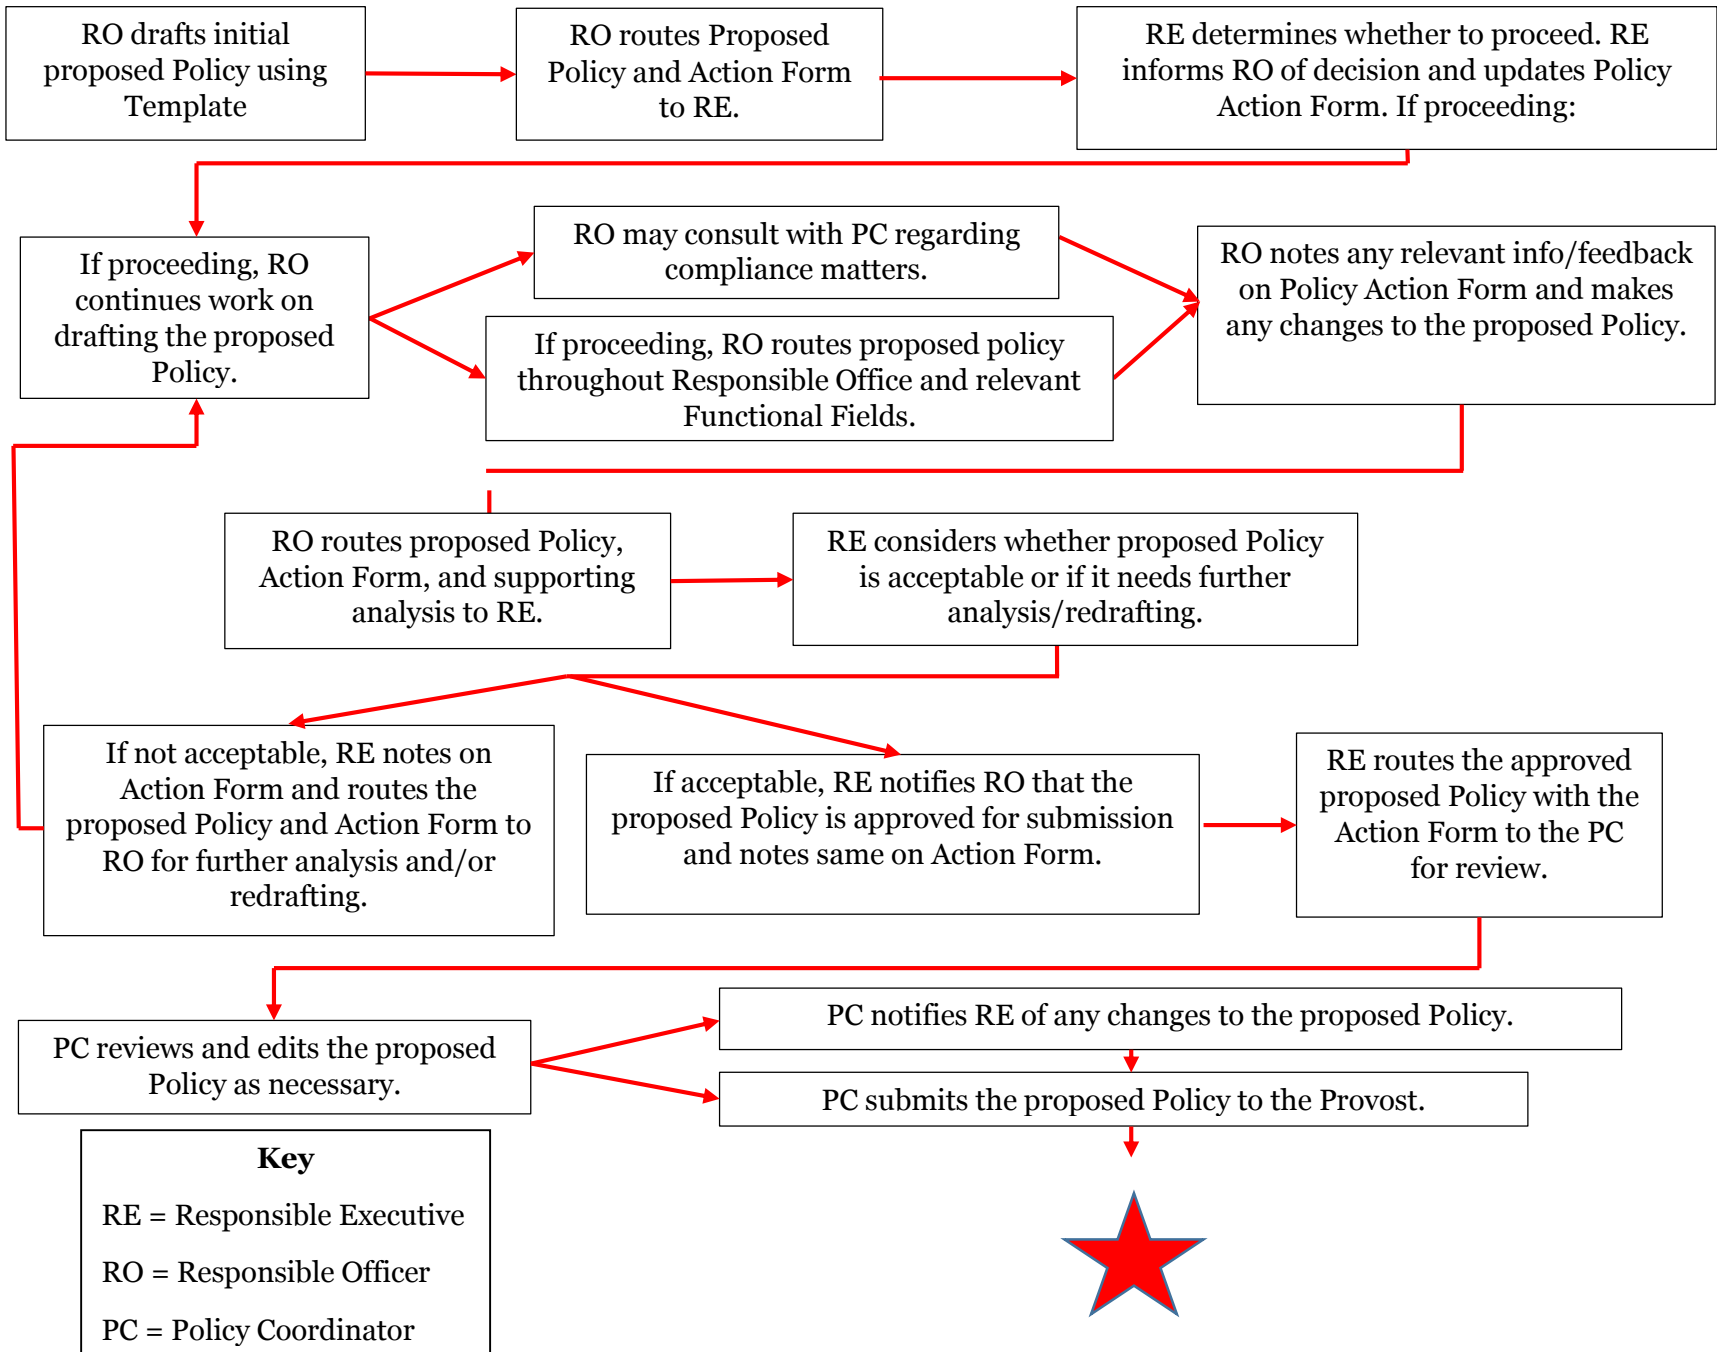 RO drafts initial
proposed Policy using
Template
RO routes Proposed
Policy and Action Form
to RE.
RE determines whether to proceed. RE
informs RO of decision and updates Policy
Action Form. If proceeding:
If proceeding, RO
continues work on
drafting the proposed
Policy.
RO may consult with PC regarding
compliance matters.
If proceeding, RO routes proposed policy
throughout Responsible Office and relevant
Functional Fields.
RO notes any relevant info/feedback
on Policy Action Form and makes
any changes to the proposed Policy.
RO routes proposed Policy,
Action Form, and supporting
analysis to RE.
RE considers whether proposed Policy
is acceptable or if it needs further
analysis/redrafting.
If not acceptable, RE notes on
Action Form and routes the
proposed Policy and Action Form to
RO for further analysis and/or
redrafting.
If acceptable, RE notifies RO that the
proposed Policy is approved for submission
and notes same on Action Form.
RE routes the approved
proposed Policy with the
Action Form to the PC
for review.
PC reviews and edits the proposed
Policy as necessary.
PC notifies RE of any changes to the proposed Policy.
PC submits the proposed Policy to the Provost.
Key
RE = Responsible Executive
RO = Responsible Officer
PC = Policy Coordinator